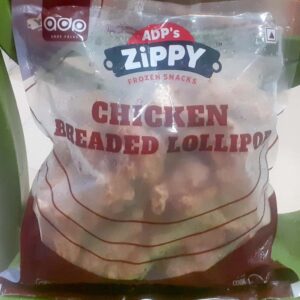 ADP's
ZiPPY
FROZEN SNACKS
CHICKEN
BREADED LOLLIPOP